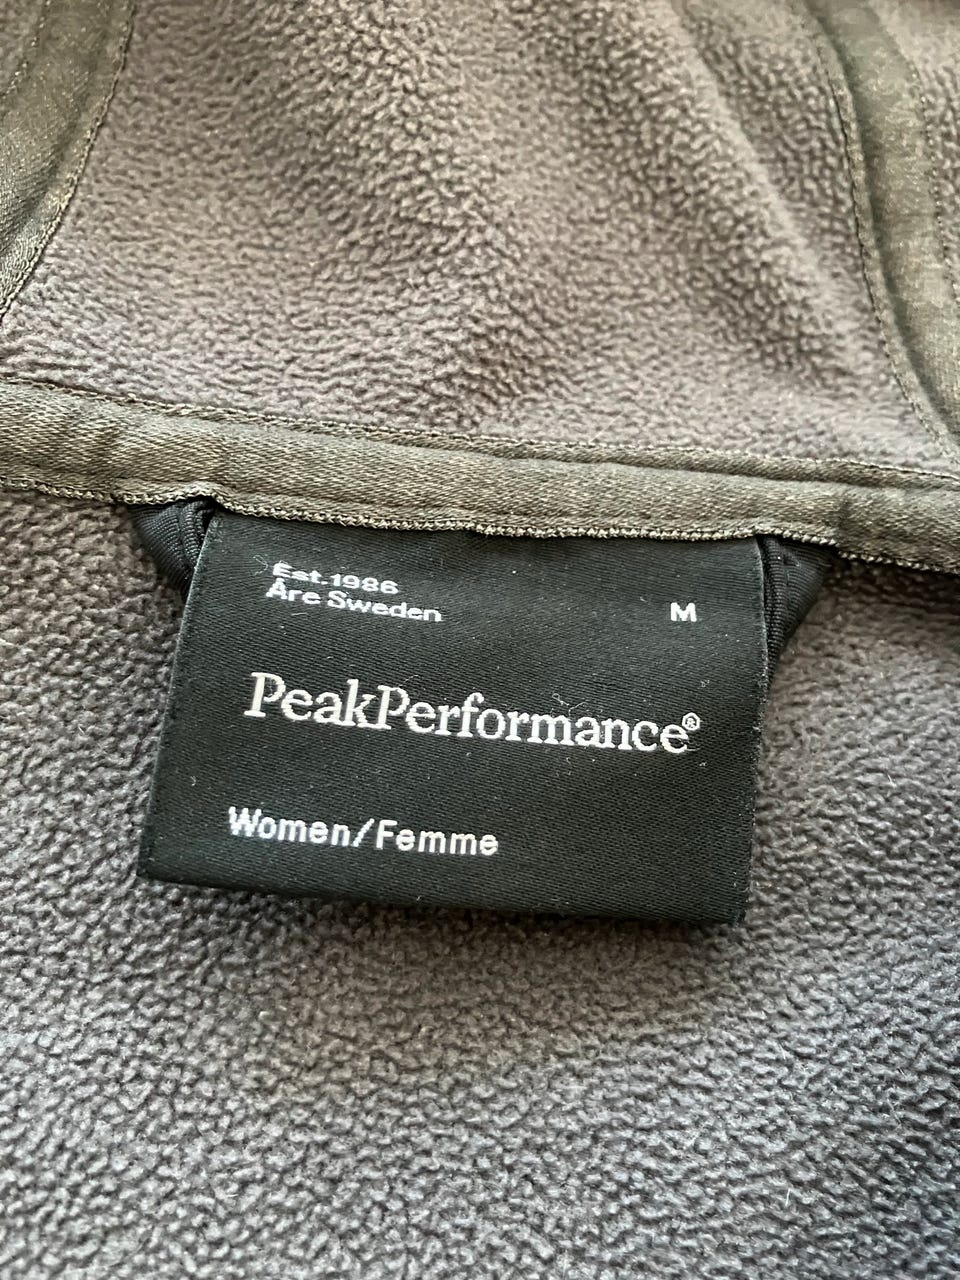 Est.1986
Åre Sweden
M
PeakPerformance®
Women/Femme